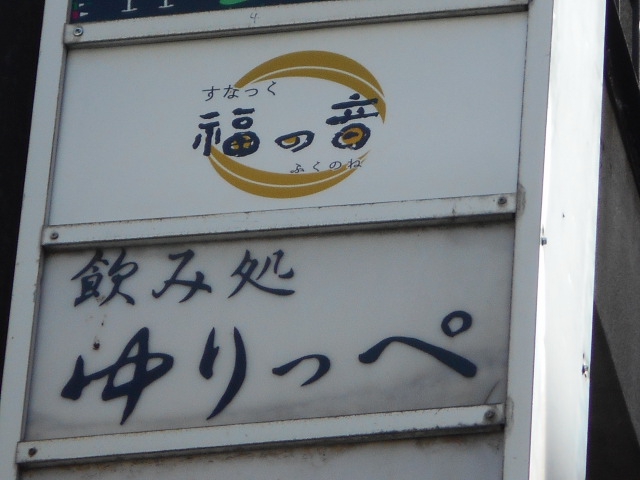 すなっく
福の音
ふくのね
飲み処
ゆりっぺ